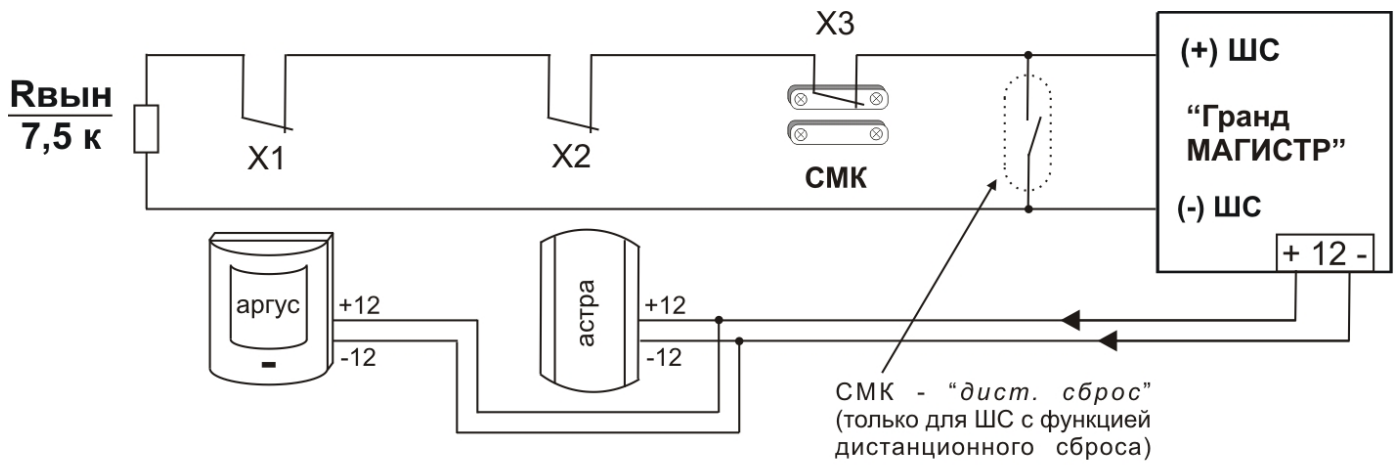 X3
(+) ШС
Rвын
7,5 к
“Гранд
МАГИСТР”
X1
X2
СМК
(-) ШС
+ 12 -
аргус
+12
-12
астра
+12
-12
СМК - “дист. сброс”
(только для ШС с функцией
дистанционного сброса)